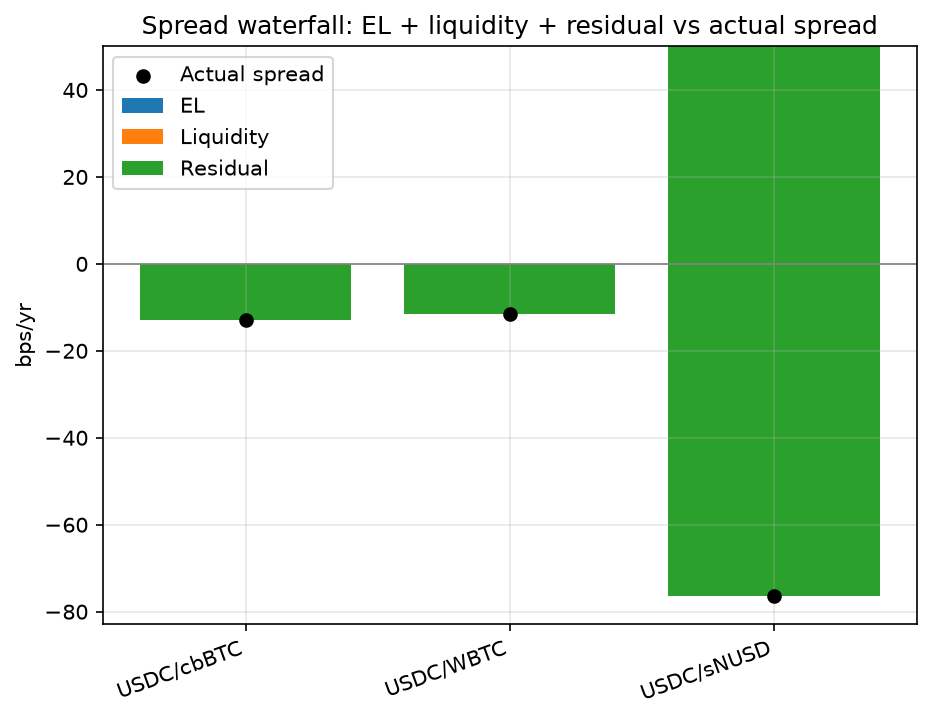 Spread waterfall: EL + liquidity + residual vs actual spread
Actual spread
EL
Liquidity
Residual
40
20
0
−20
−40
−60
−80
bps/yr
USDC/cbBTC
USDC/WBTC
USDC/sNUSD